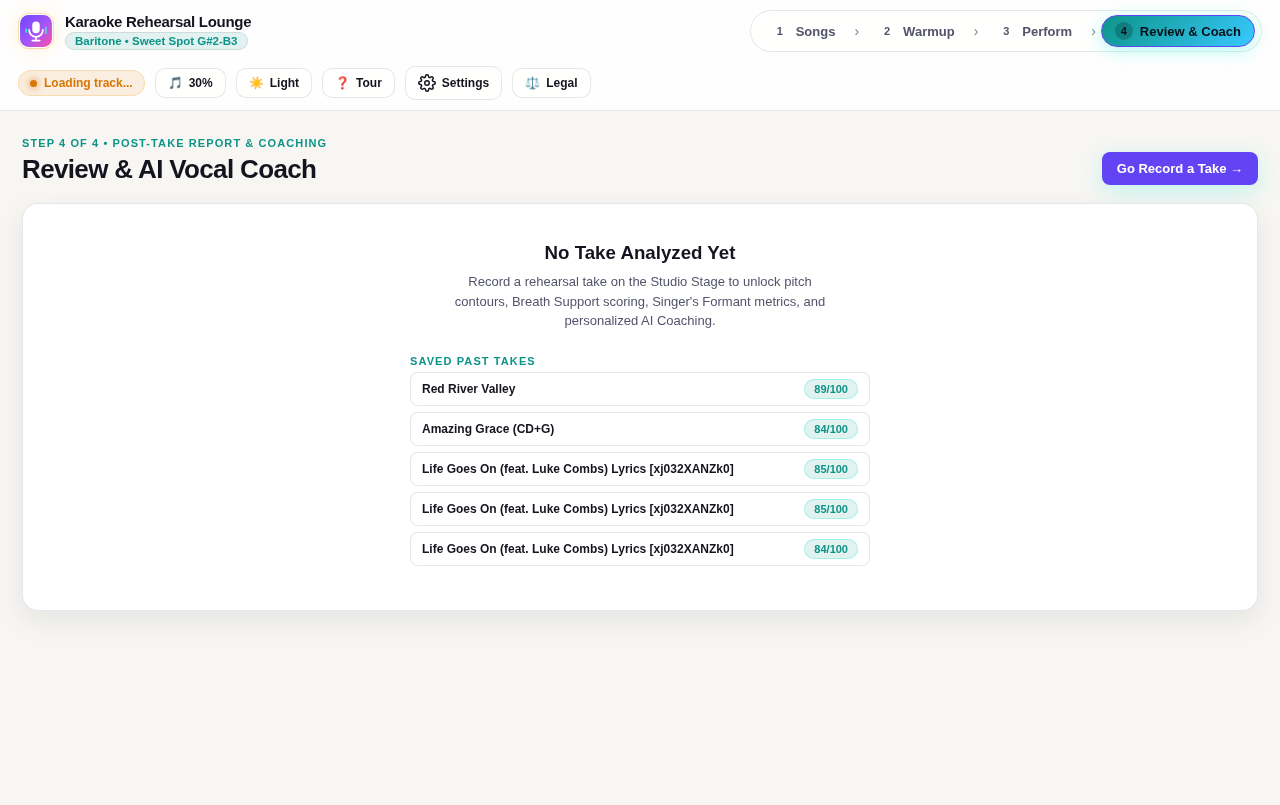 Karaoke Rehearsal Lounge
Baritone • Sweet Spot G#2-B3
1 Songs › 2 Warmup › 3 Perform › 4 Review & Coach
Loading track... 30% Light Tour Settings Legal
STEP 4 OF 4 • POST-TAKE REPORT & COACHING
Review & AI Vocal Coach
Go Record a Take →
No Take Analyzed Yet
Record a rehearsal take on the Studio Stage to unlock pitch
contours, Breath Support scoring, Singer's Formant metrics, and
personalized AI Coaching.
SAVED PAST TAKES
Red River Valley 89/100
Amazing Grace (CD+G) 84/100
Life Goes On (feat. Luke Combs) Lyrics [xj032XANZk0] 85/100
Life Goes On (feat. Luke Combs) Lyrics [xj032XANZk0] 85/100
Life Goes On (feat. Luke Combs) Lyrics [xj032XANZk0] 84/100